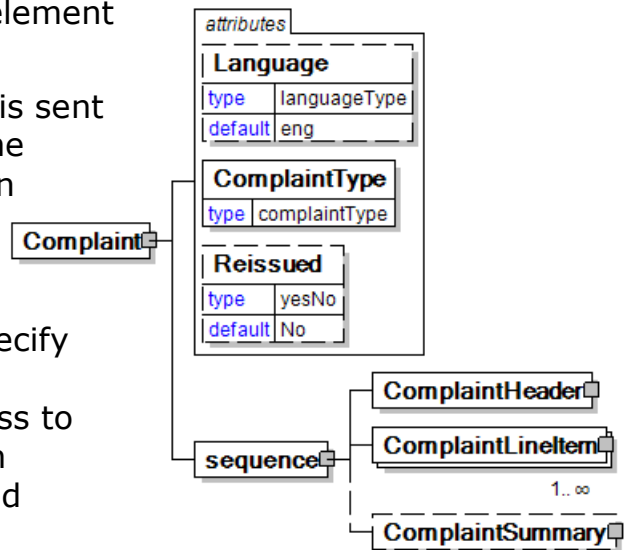 element
is sent
ne
n
ecify
ss to
n
d
attributes
Language
type languageType
default eng
ComplaintType
type complaintType
Reissued
type yesNo
default No
Complaint
sequence
ComplaintHeader
ComplaintLineItem
1.. ∞
ComplaintSummary